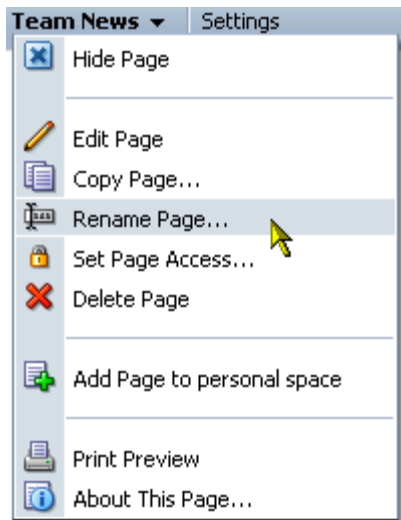 Team News Settings
Hide Page
Edit Page
Copy Page...
Rename Page...
Set Page Access...
Delete Page
Add Page to personal space
Print Preview
About This Page...